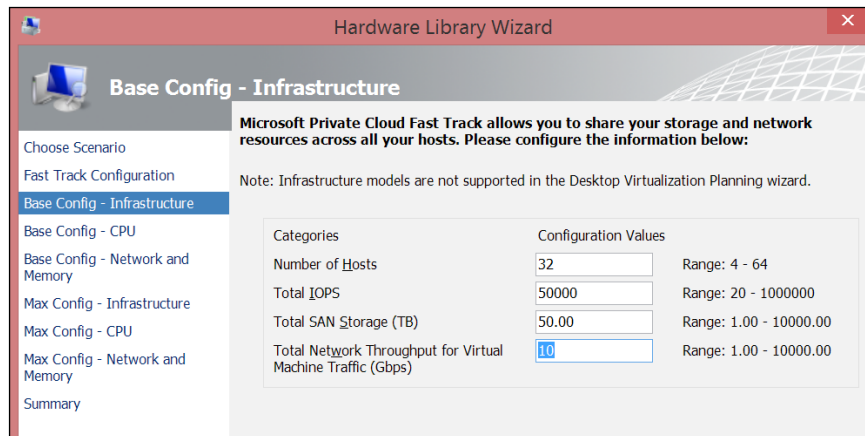 Hardware Library Wizard
Base Config - Infrastructure
Choose Scenario
Fast Track Configuration
Base Config - Infrastructure
Base Config - CPU
Base Config - Network and
Memory
Max Config - Infrastructure
Max Config - CPU
Max Config - Network and
Memory
Summary
Microsoft Private Cloud Fast Track allows you to share your storage and network
resources across all your hosts. Please configure the information below:
Note: Infrastructure models are not supported in the Desktop Virtualization Planning wizard.
Categories Configuration Values
Number of Hosts 32 Range: 4 - 64
Total IOPS 50000 Range: 20 - 1000000
Total SAN Storage (TB) 50.00 Range: 1.00 - 10000.00
Total Network Throughput for Virtual 10 Range: 1.00 - 10000.00
Machine Traffic (Gbps)